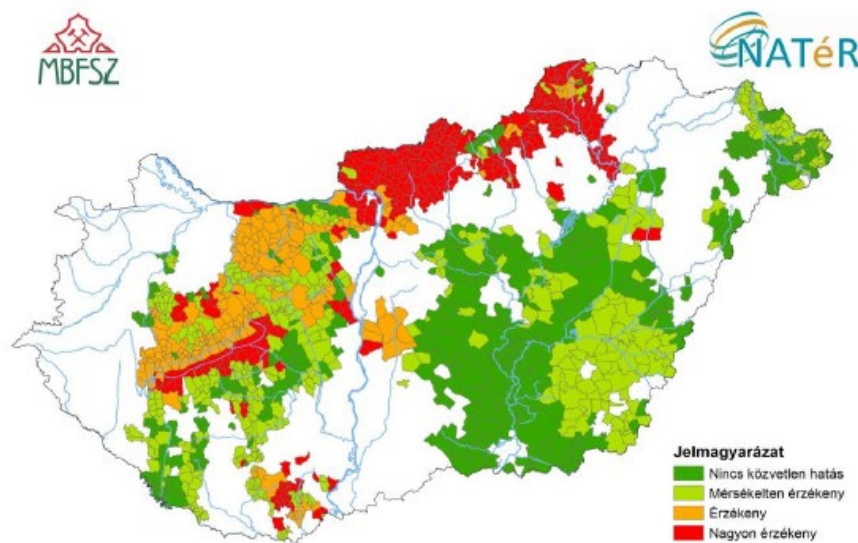 MBFSZ
NATéR
Jelmagyarázat
Nincs közvetlen hatás
Mérsékelten érzékeny
Érzékeny
Nagyon érzékeny